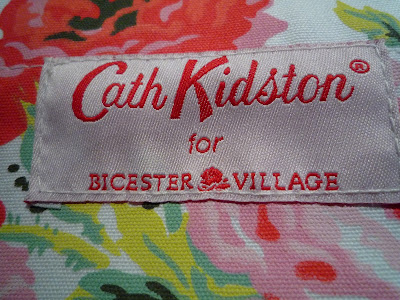 Cath Kidston®
for
BICESTER VILLAGE